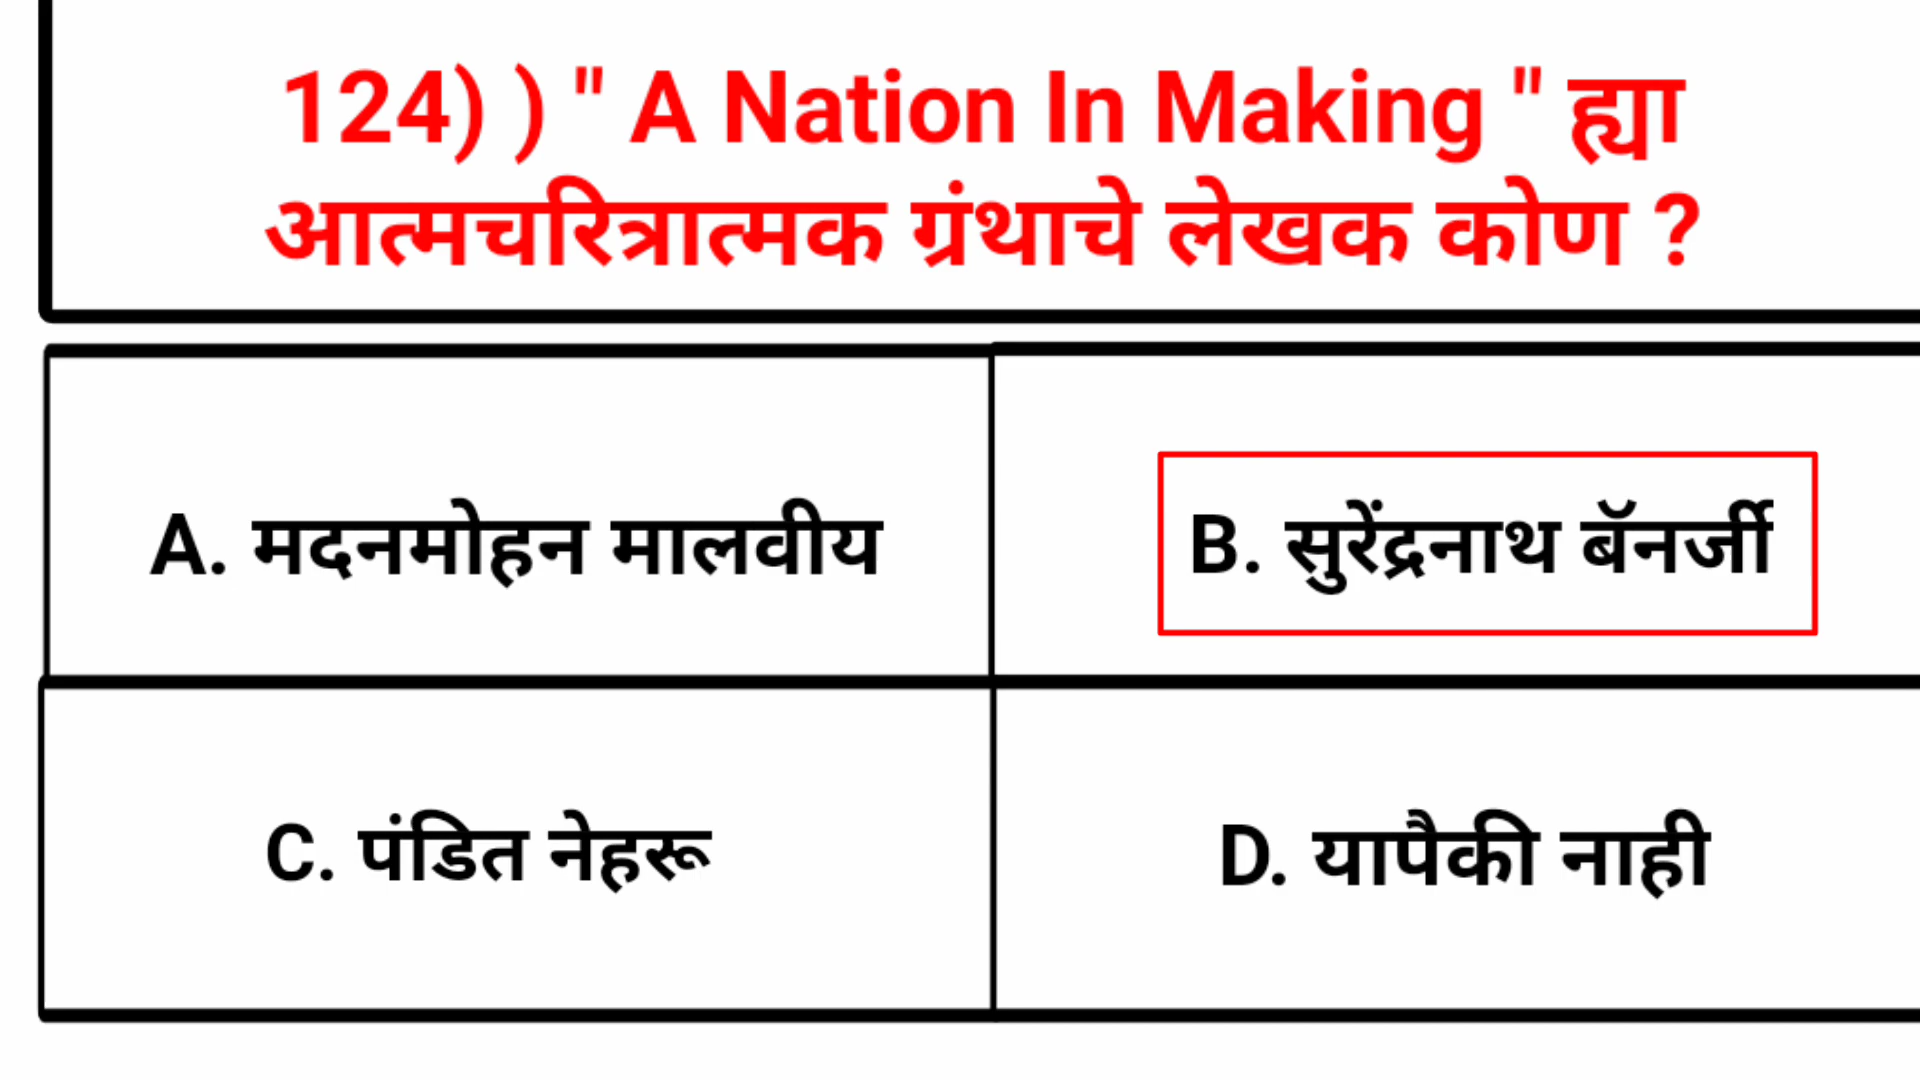 124) ) " A Nation In Making " ह्या
आत्मचरित्रात्मक ग्रंथाचे लेखक कोण ?
A. मदनमोहन मालवीय
B. सुरेंद्रनाथ बॅनर्जी
C. पंडित नेहरू
D. यापैकी नाही